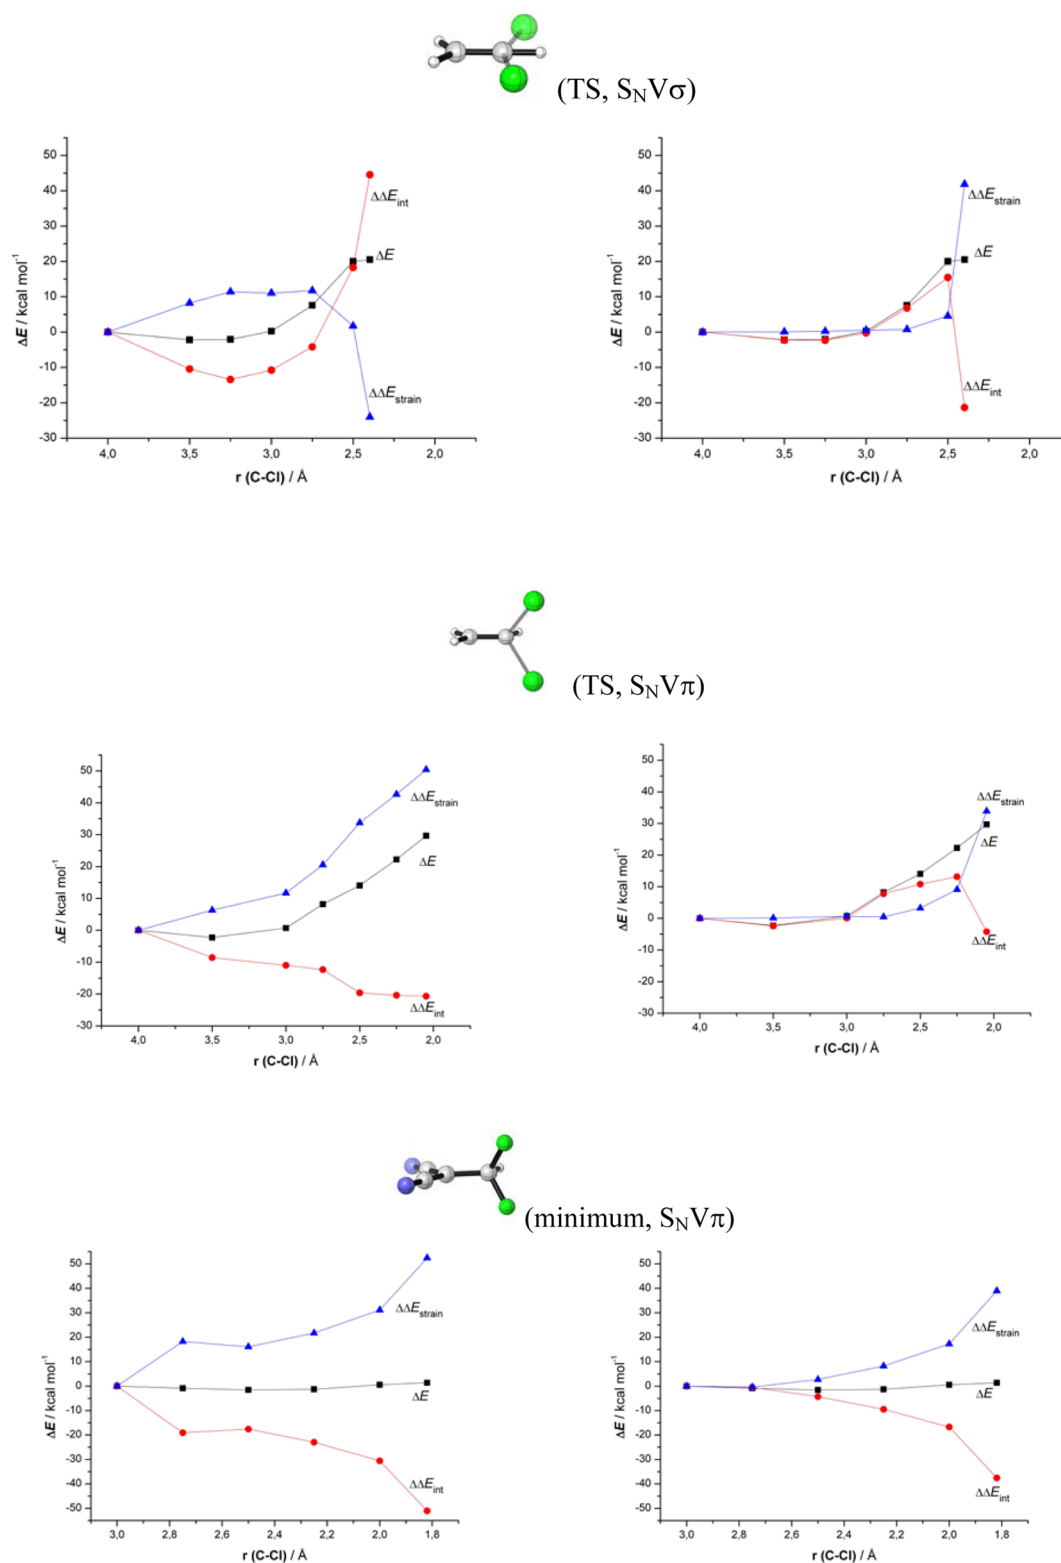 (TS, SNVσ)
50
40
30
20
10
0
-10
-20
-30
ΔE / kcal mol-1
ΔΔEint
ΔE
ΔΔEstrain
4,0 3,5 3,0 2,5 2,0
r (C-Cl) / Å
50
40
30
20
10
0
-10
-20
-30
ΔE / kcal mol-1
ΔΔEstrain
ΔE
ΔΔEint
4,0 3,5 3,0 2,5 2,0
r (C-Cl) / Å
(TS, SNVπ)
50
40
30
20
10
0
-10
-20
-30
ΔE / kcal mol-1
ΔΔEstrain
ΔE
ΔΔEint
4,0 3,5 3,0 2,5 2,0
r (C-Cl) / Å
50
40
30
20
10
0
-10
-20
-30
ΔE / kcal mol-1
ΔΔEstrain
ΔE
ΔΔEint
4,0 3,5 3,0 2,5 2,0
r (C-Cl) / Å
(minimum, SNVπ)
50
40
30
20
10
0
-10
-20
-30
-40
-50
ΔE / kcal mol-1
ΔΔEstrain
ΔE
ΔΔEint
3,0 2,8 2,6 2,4 2,2 2,0 1,8
r (C-Cl) / Å
50
40
30
20
10
0
-10
-20
-30
-40
-50
ΔE / kcal mol-1
ΔΔEstrain
ΔE
ΔΔEint
3,0 2,8 2,6 2,4 2,2 2,0 1,8
r (C-Cl) / Å